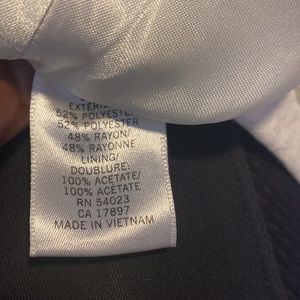 EXTÉRIEUR
52% POLYESTER/
52% POLYESTER
48% RAYON/
48% RAYONNE
LINING/
DOUBLURE:
100% ACETATE/
100% ACÉTATE
RN 54023
CA 17897
MADE IN VIETNAM